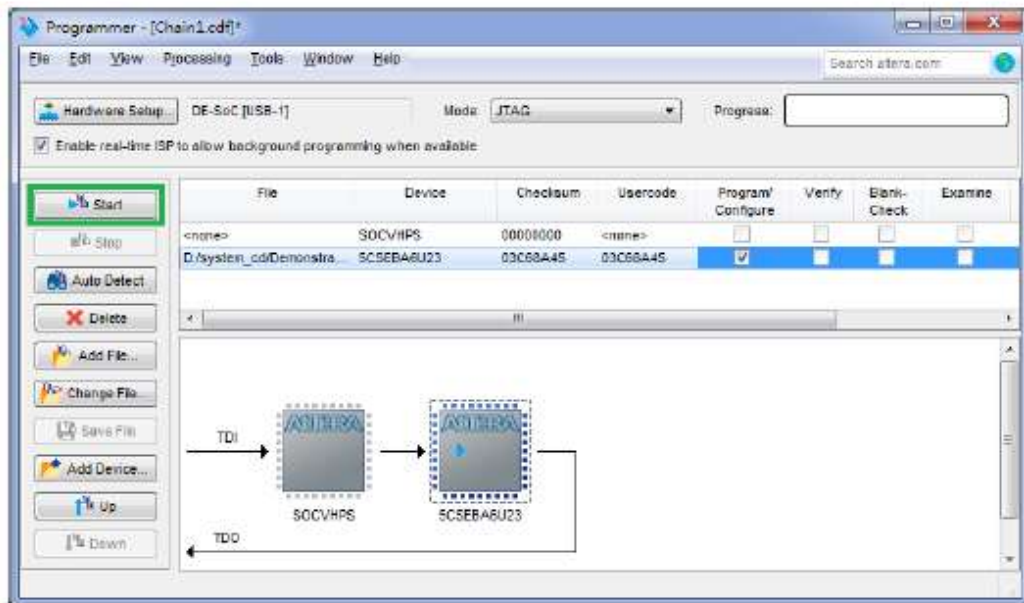 Programmer - [Chain1.cdf]*
File Edit View Processing Tools Window Help
Search altera.com
Hardware Setup... DE-SoC [USB-1] Mode: JTAG Progress:
Enable real-time ISP to allow background programming when available
Start
Stop
Auto Detect
Delete
Add File...
Change File
Save File
Add Device...
Up
Down
File Device Checksum Usercode Program/ Configure Verify Blank- Check Examine
<none> SOCVHPS 00000000 <none>
D:/system_cd/Demonstra... 5CSEBA6U23 03C68A45 03C68A45
TDI
ALTERA
ALTERA
SOCVHPS
5CSEBA6U23
TDO